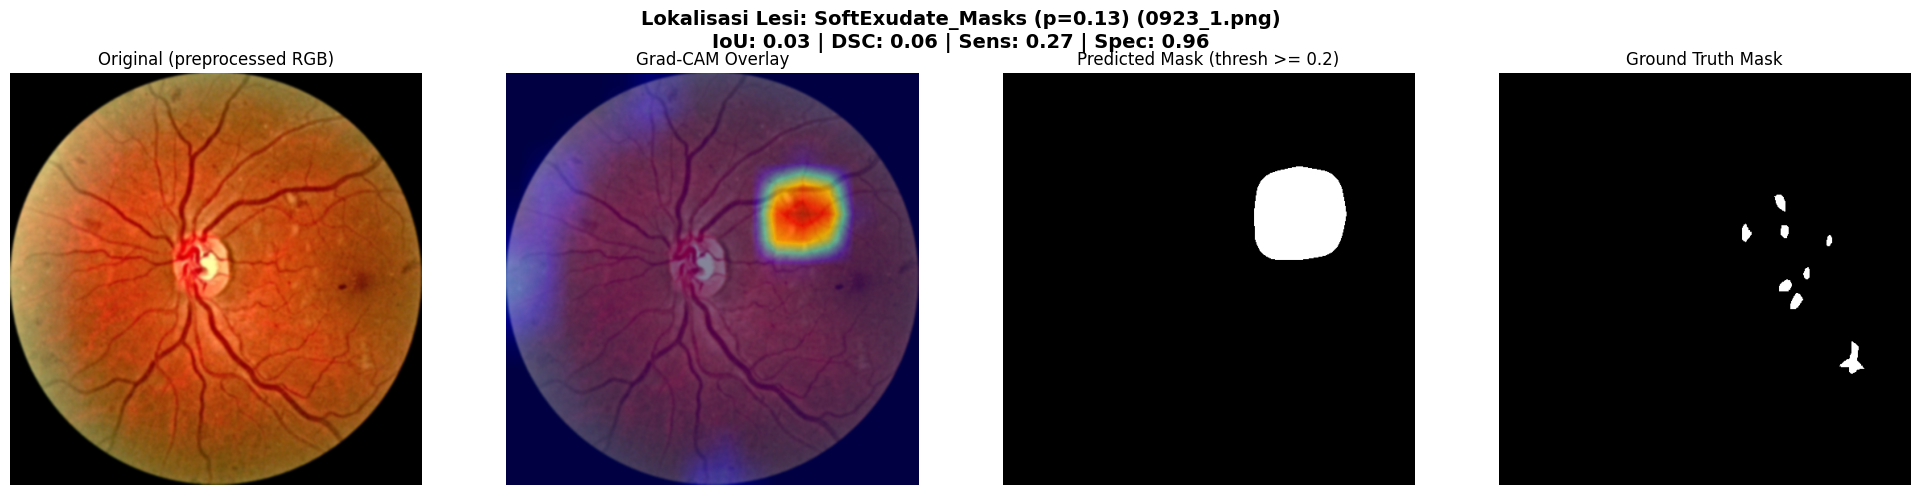 Lokalisasi Lesi: SoftExudate_Masks (p=0.13) (0923_1.png)
IoU: 0.03 | DSC: 0.06 | Sens: 0.27 | Spec: 0.96
Original (preprocessed RGB)
Grad-CAM Overlay
Predicted Mask (thresh >= 0.2)
Ground Truth Mask